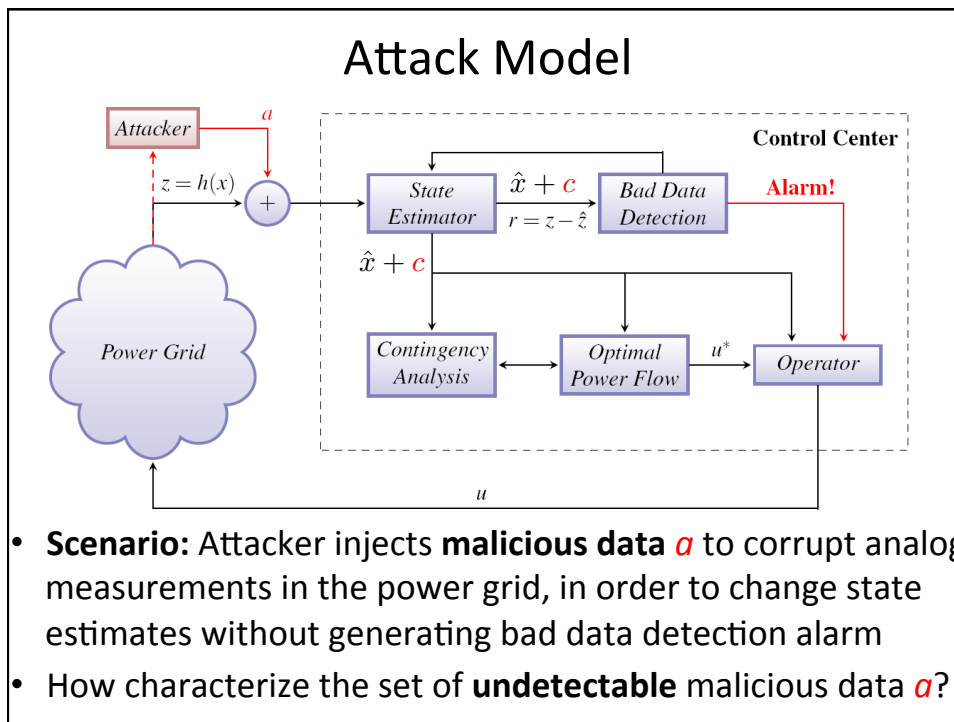 Attack Model
a
Attacker
Control Center
z = h(x)
+
State
Estimator
x̂ + c
r = z − ẑ
Bad Data
Detection
Alarm!
x̂ + c
Power Grid
Contingency
Analysis
Optimal
Power Flow
u*
Operator
u
• Scenario: Attacker injects malicious data a to corrupt analog
measurements in the power grid, in order to change state
estimates without generating bad data detection alarm
• How characterize the set of undetectable malicious data a?